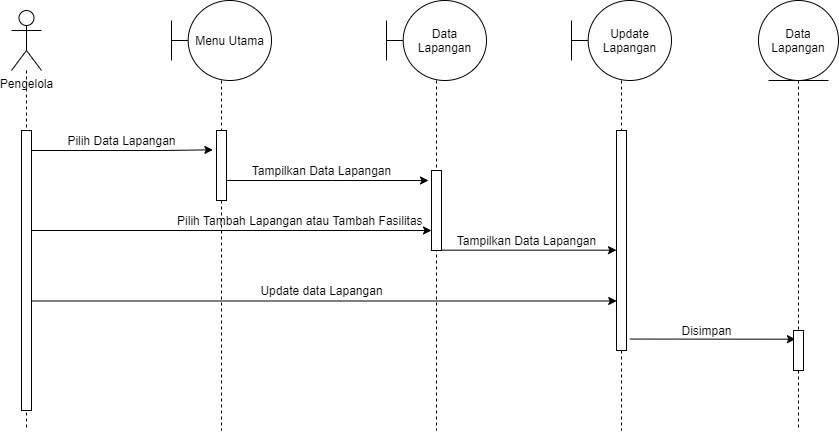 Pengelola
Menu Utama
Data
Lapangan
Update
Lapangan
Data
Lapangan
Pilih Data Lapangan
Tampilkan Data Lapangan
Pilih Tambah Lapangan atau Tambah Fasilitas
Tampilkan Data Lapangan
Update data Lapangan
Disimpan